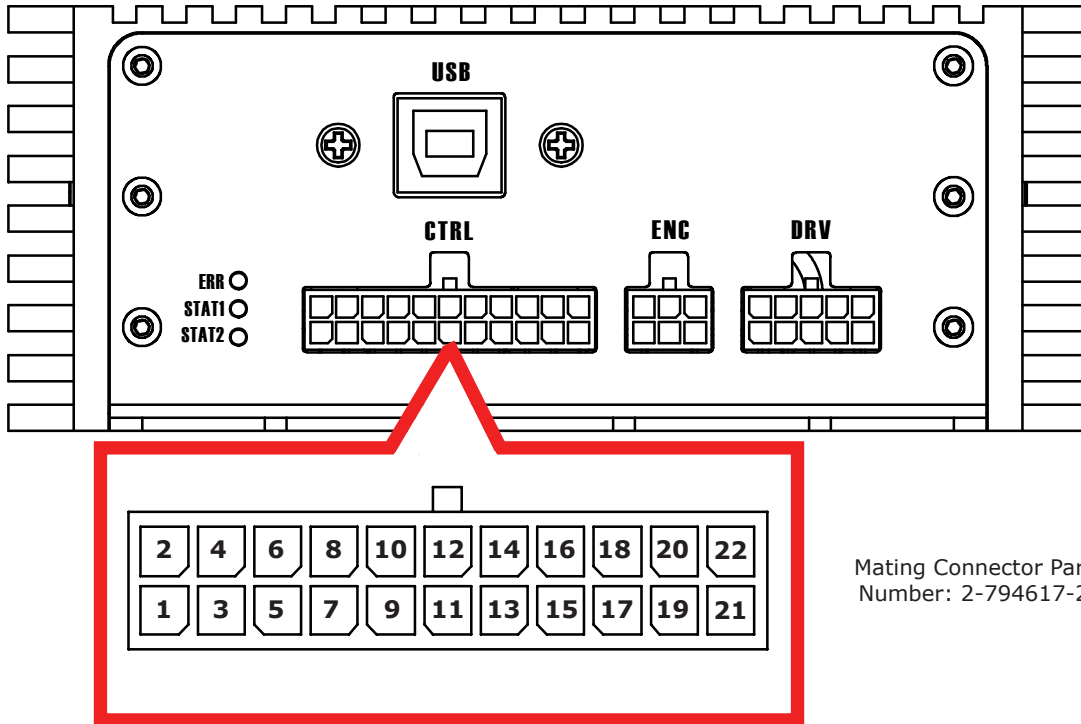 USB
CTRL ENC DRV
ERR
STAT1
STAT2
2 4 6 8 10 12 14 16 18 20 22
1 3 5 7 9 11 13 15 17 19 21
Mating Connector Par
Number: 2-794617-2